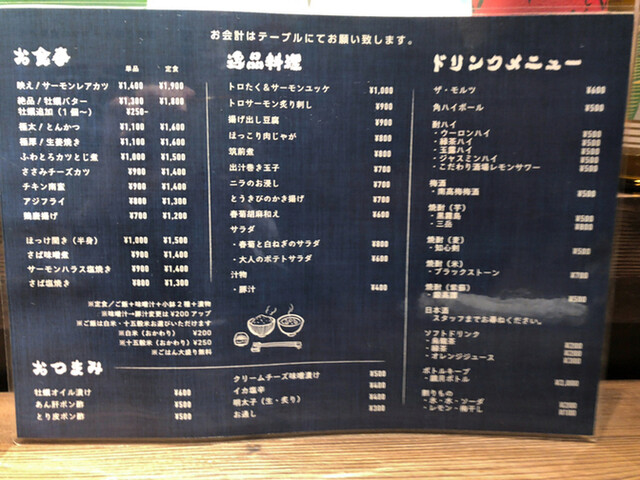 お会計はテーブルにてお願い致します。
お食事
単品 定食
映え/サーモンレアカツ ¥1,400 ¥1,900
絶品/牡蠣バター ¥1,300 ¥1,800
牡蠣追加(1個〜) ¥250-
極太/とんかつ ¥1,100 ¥1,600
極厚/生姜焼き ¥1,100 ¥1,600
ふわとろカツとじ煮 ¥1,000 ¥1,500
ささみチーズカツ ¥900 ¥1,400
チキン南蛮 ¥900 ¥1,400
アジフライ ¥800 ¥1,300
鶏唐揚げ ¥700 ¥1,200
ほっけ開き(半身) ¥1,000 ¥1,500
さば味噌煮 ¥900 ¥1,400
サーモンハラス塩焼き ¥900 ¥1,400
さば塩焼き ¥800 ¥1,300
※定食/ご飯+味噌汁+小鉢2種+漬物
※味噌汁→豚汁変更は¥200アップ
※ご飯は白米・十五穀米お選びいただけます
※白米(おかわり) ¥200
※十五穀米(おかわり) ¥250
※ごはん大盛り無料
おつまみ
牡蠣オイル漬け ¥600
あん肝ポン酢 ¥500
とり皮ポン酢 ¥500
クリームチーズ味噌漬け ¥500
イカ塩辛 ¥400
明太子(生・炙り) ¥400
お通し ¥300
逸品料理
トロたく&サーモンユッケ ¥1,000
トロサーモン炙り刺し ¥900
揚げ出し豆腐 ¥900
ほっこり肉じゃが ¥800
筑前煮 ¥800
出汁巻き玉子 ¥700
ニラのお浸し ¥700
とうきびのかき揚げ ¥700
春菊胡麻和え ¥600
サラダ
・春菊と白ねぎのサラダ ¥800
・大人のポテトサラダ ¥600
汁物
・豚汁 ¥400
ドリンクメニュー
ザ・モルツ ¥600
角ハイボール ¥500
酎ハイ
・ウーロンハイ ¥500
・緑茶ハイ ¥500
・玉露ハイ ¥500
・ジャスミンハイ ¥500
・こだわり酒場レモンサワー ¥500
梅酒
・南高梅梅酒 ¥500
焼酎(芋)
・黒霧島 ¥500
・三岳 ¥800
焼酎(麦)
・知心剣 ¥500
焼酎(米)
・ブラックストーン ¥700
焼酎(紫蘇)
¥500
日本酒
スタッフまでお尋ねください。
ソフトドリンク
・烏龍茶 ¥200
・緑茶 ¥200
・オレンジジュース ¥300
ボトルキープ
・鏡月ボトル ¥2,000
割りもの
・氷・水・ソーダ ¥200
・レモン・梅干し ¥100